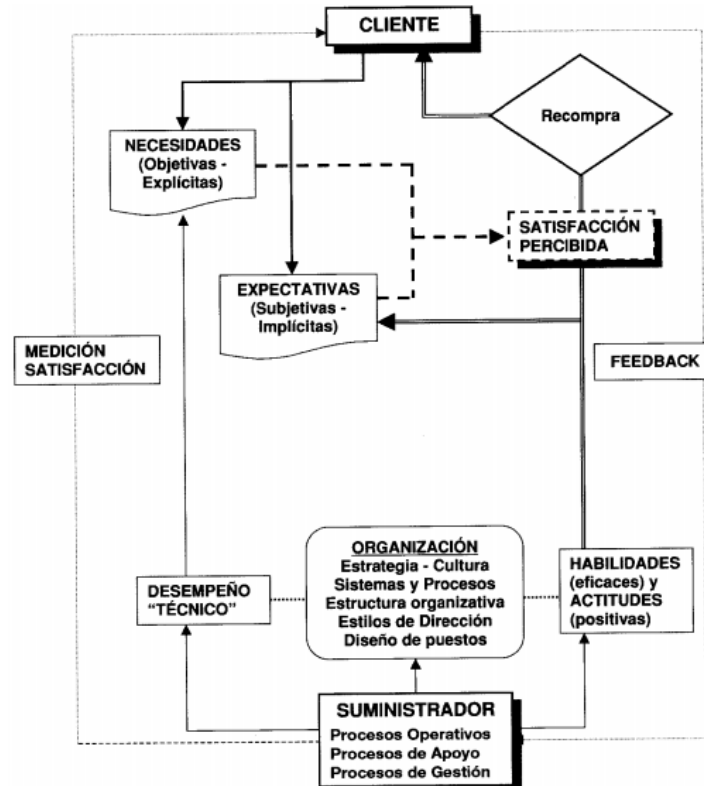 CLIENTE
Recompra
NECESIDADES
(Objetivas -
Explícitas)
SATISFACCIÓN
PERCIBIDA
EXPECTATIVAS
(Subjetivas -
Implícitas)
MEDICIÓN
SATISFACCIÓN
FEEDBACK
ORGANIZACIÓN
Estrategia - Cultura
Sistemas y Procesos
Estructura organizativa
Estilos de Dirección
Diseño de puestos
DESEMPEÑO
“TÉCNICO”
HABILIDADES
(eficaces) y
ACTITUDES
(positivas)
SUMINISTRADOR
Procesos Operativos
Procesos de Apoyo
Procesos de Gestión